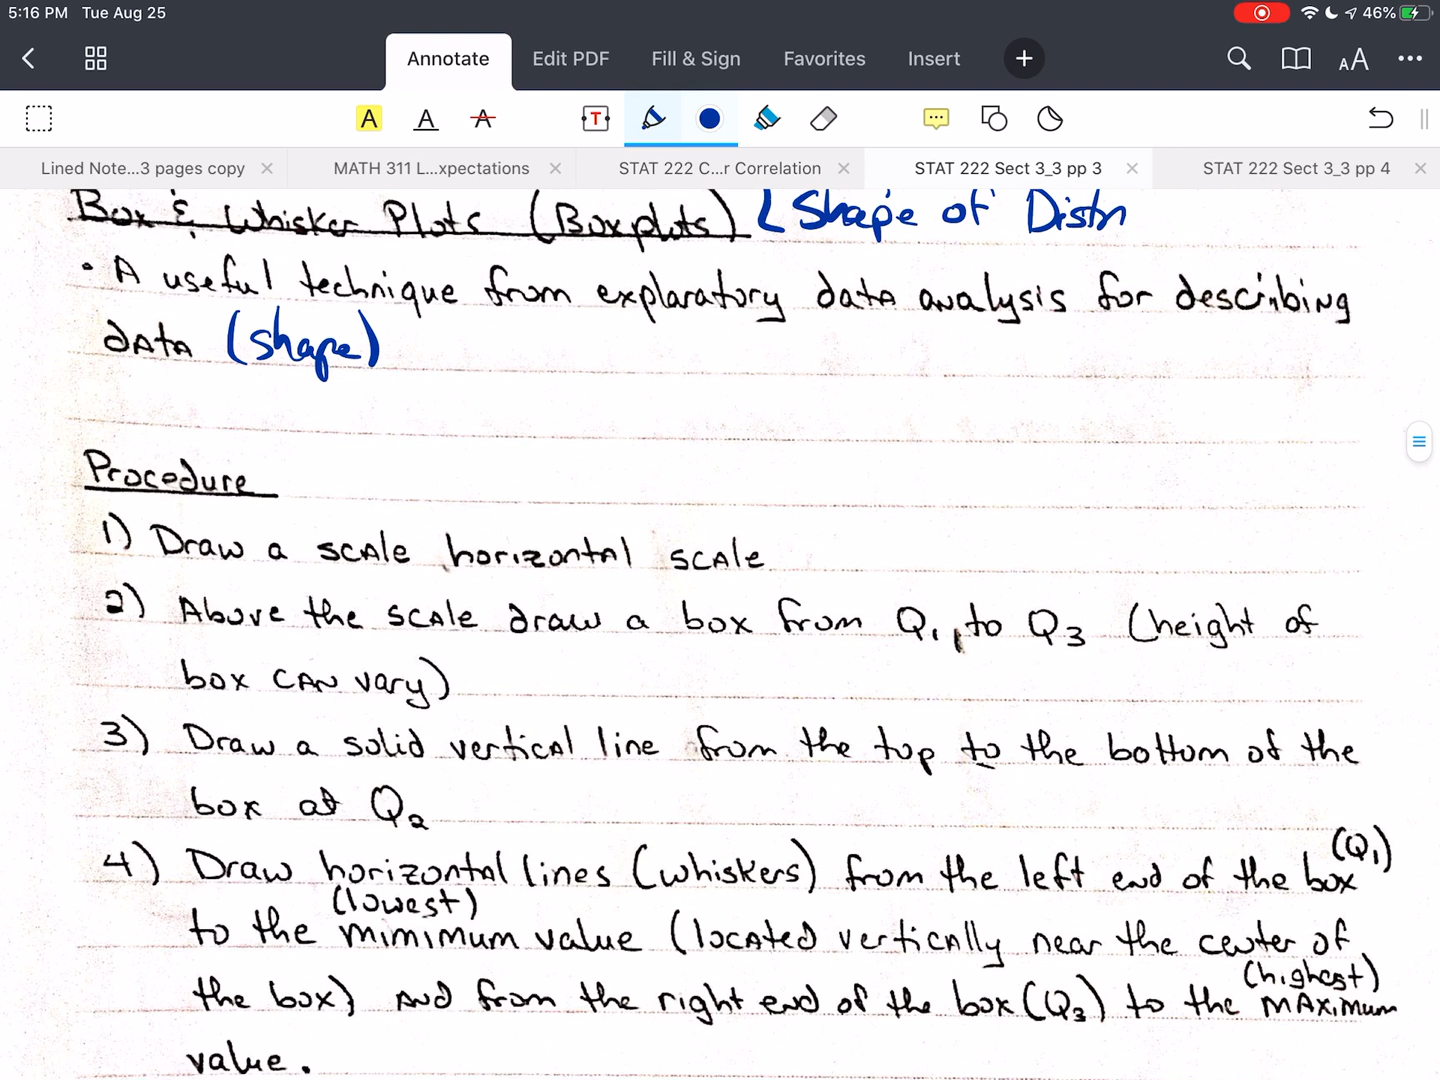 5:16 PM Tue Aug 25
46%
Annotate Edit PDF Fill & Sign Favorites Insert
AA
A A A T
Lined Note...3 pages copy × MATH 311 L...xpectations × STAT 222 C...r Correlation × STAT 222 Sect 3_3 pp 3 × STAT 222 Sect 3_3 pp 4 ×
Box & Whisker Plots (Boxplots) ( Shape of Distn
• A useful technique from explaratory data analysis for describing
data (shape)
Procedure
1) Draw a scale horizontal scale
2) Above the scale draw a box from Q1 to Q3 (height of
box can vary)
3) Draw a solid vertical line from the top to the bottom of the
box at Q2
4) Draw horizontal lines (whiskers) from the left end of the box (Q1)
(lowest)
to the mimimum value (located vertically near the center of
the box) and from the right end of the box (Q3) to the maximum
(highest)
value.